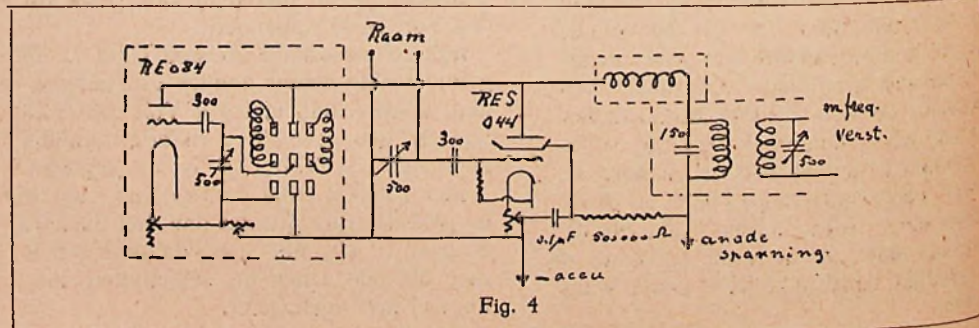 Raam
RE084
300
500
RES
044
300
500
150
mfreq.
verst.
500
0.1µF
500000 Ω
anode
spanning.
-accu
Fig. 4